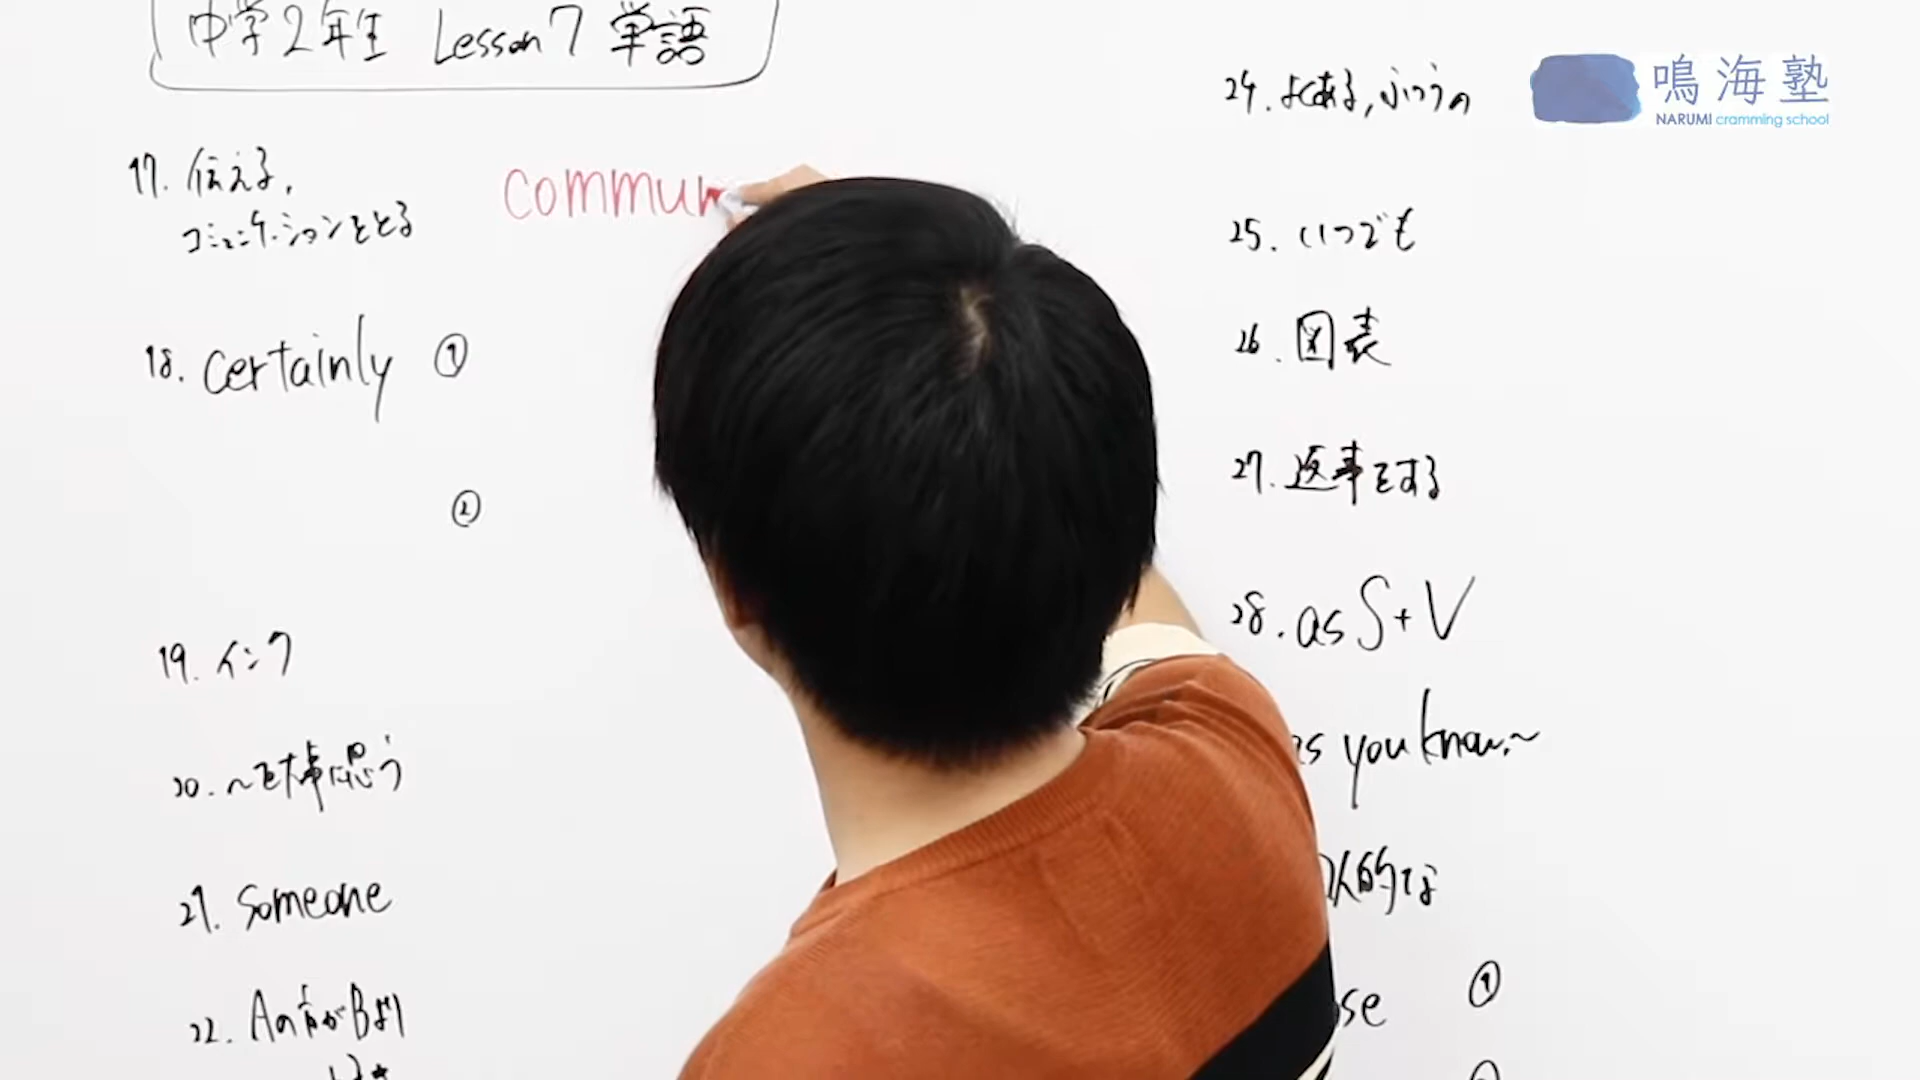 中学2年生 Lesson 7 単語
17. 伝える,
コミュニケーションをとる
commun
18. certainly ①
②
19. インク
20. ~を大事に思う
21. someone
22. Aの方がBより
24. よくある, ふつうの
25. いつでも
26. 図表
27. 返事をする
28. as S+V
as you know, ~
人的な
se ①
鳴海塾
NARUMI cramming school